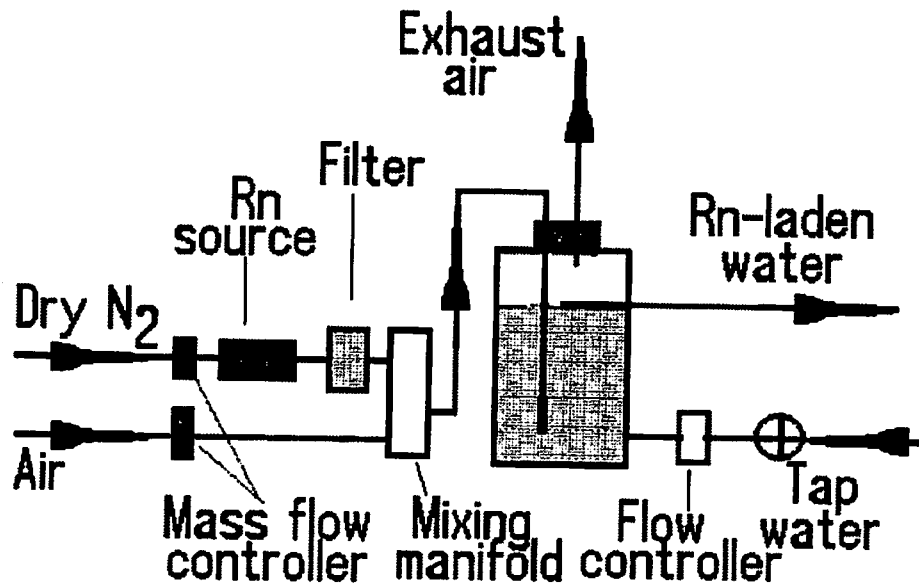 Exhaust
air
Filter
Rn
source
Rn-laden
water
Dry N2
Air
Mass flow
controller
Mixing
manifold
Flow
controller
Tap
water